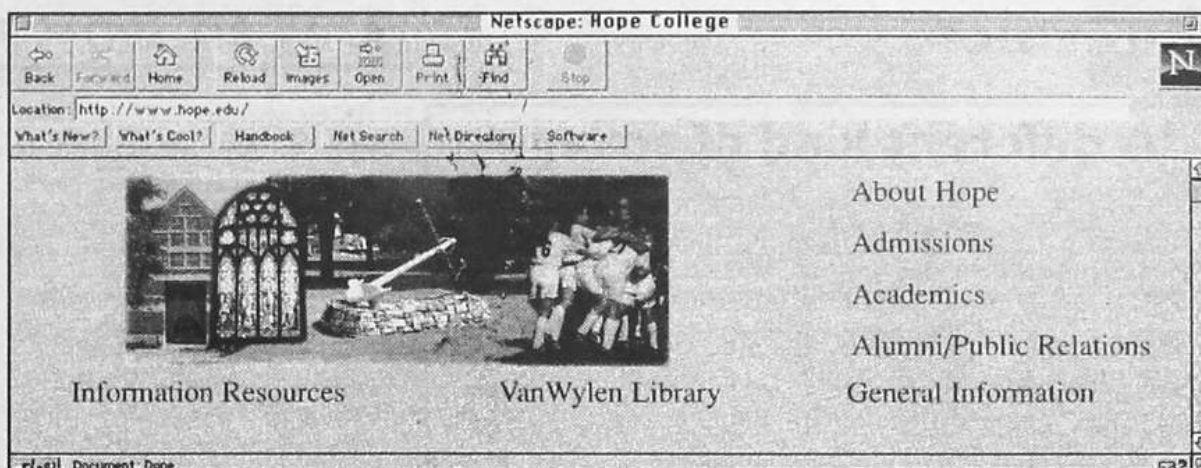 Netscape: Hope College
Back Forward Home Reload Images Open Print Find Stop
N
Location: http://www.hope.edu/
What's New? What's Cool? Handbook Net Search Net Directory Software
About Hope
Admissions
Academics
Alumni/Public Relations
Information Resources VanWylen Library General Information
Document: Done